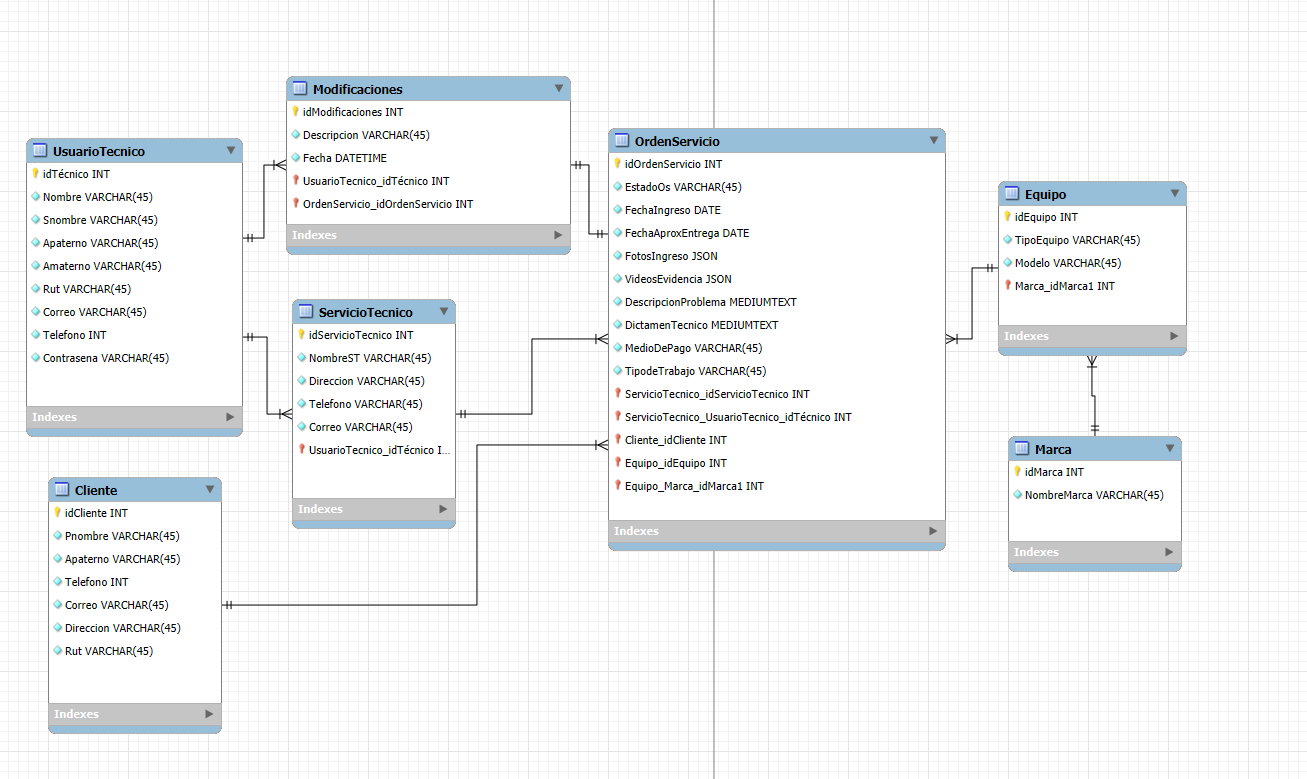 Modificaciones
idModificaciones INT
Descripcion VARCHAR(45)
Fecha DATETIME
UsuarioTecnico_idTécnico INT
OrdenServicio_idOrdenServicio INT
Indexes
UsuarioTecnico
idTécnico INT
Nombre VARCHAR(45)
Snombre VARCHAR(45)
Apaterno VARCHAR(45)
Amaterno VARCHAR(45)
Rut VARCHAR(45)
Correo VARCHAR(45)
Telefono INT
Contrasena VARCHAR(45)
Indexes
ServicioTecnico
idServicioTecnico INT
NombreST VARCHAR(45)
Direccion VARCHAR(45)
Telefono VARCHAR(45)
Correo VARCHAR(45)
UsuarioTecnico_idTécnico I...
Indexes
Cliente
idCliente INT
Pnombre VARCHAR(45)
Apaterno VARCHAR(45)
Telefono INT
Correo VARCHAR(45)
Direccion VARCHAR(45)
Rut VARCHAR(45)
Indexes
OrdenServicio
idOrdenServicio INT
EstadoOs VARCHAR(45)
FechaIngreso DATE
FechaAproxEntrega DATE
FotosIngreso JSON
VideosEvidencia JSON
DescripcionProblema MEDIUMTEXT
DictamenTecnico MEDIUMTEXT
MedioDePago VARCHAR(45)
TipodeTrabajo VARCHAR(45)
ServicioTecnico_idServicioTecnico INT
ServicioTecnico_UsuarioTecnico_idTécnico INT
Cliente_idCliente INT
Equipo_idEquipo INT
Equipo_Marca_idMarca1 INT
Indexes
Equipo
idEquipo INT
TipoEquipo VARCHAR(45)
Modelo VARCHAR(45)
Marca_idMarca1 INT
Indexes
Marca
idMarca INT
NombreMarca VARCHAR(45)
Indexes